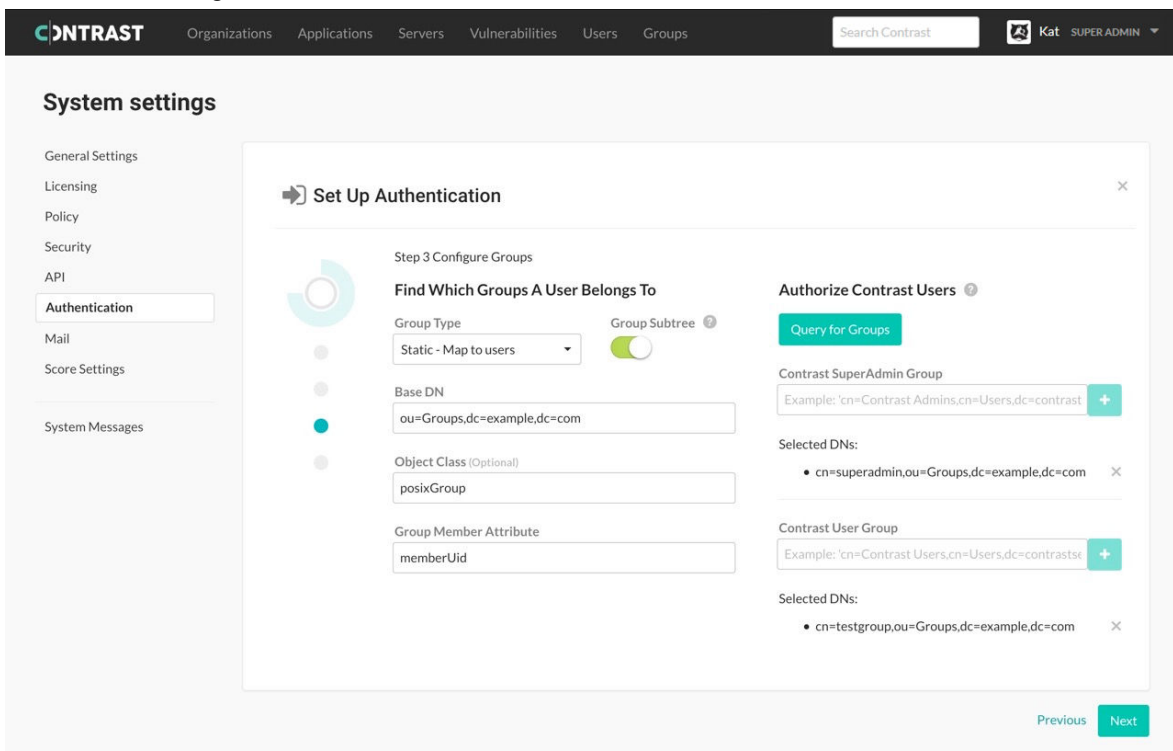 CONTRAST Organizations Applications Servers Vulnerabilities Users Groups Search Contrast Kat SUPER ADMIN
System settings
General Settings
Licensing
Policy
Security
API
Authentication
Mail
Score Settings
System Messages
Set Up Authentication
Step 3 Configure Groups
Find Which Groups A User Belongs To
Group Type
Group Subtree
Static - Map to users
Base DN
ou=Groups,dc=example,dc=com
Object Class (Optional)
posixGroup
Group Member Attribute
memberUid
Authorize Contrast Users
Query for Groups
Contrast SuperAdmin Group
Example: 'cn=Contrast Admins,cn=Users,dc=contrast
Selected DNs:
• cn=superadmin,ou=Groups,dc=example,dc=com
Contrast User Group
Example: 'cn=Contrast Users,cn=Users,dc=contrastse
Selected DNs:
• cn=testgroup,ou=Groups,dc=example,dc=com
Previous Next